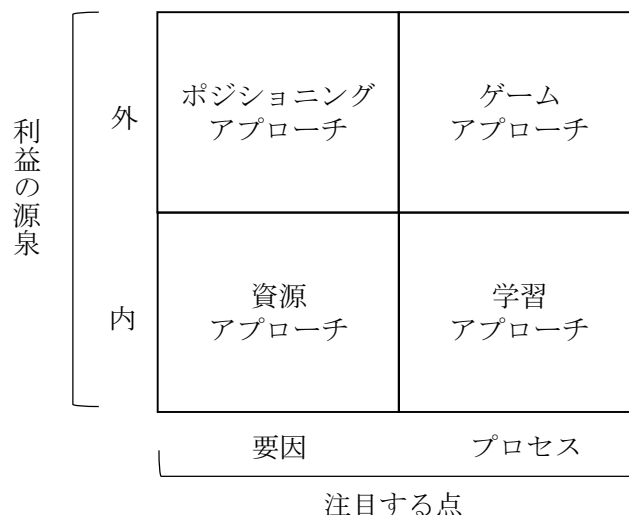 利益の源泉
外
ポジショニング
アプローチ
ゲーム
アプローチ
内
資源
アプローチ
学習
アプローチ
要因
プロセス
注目する点